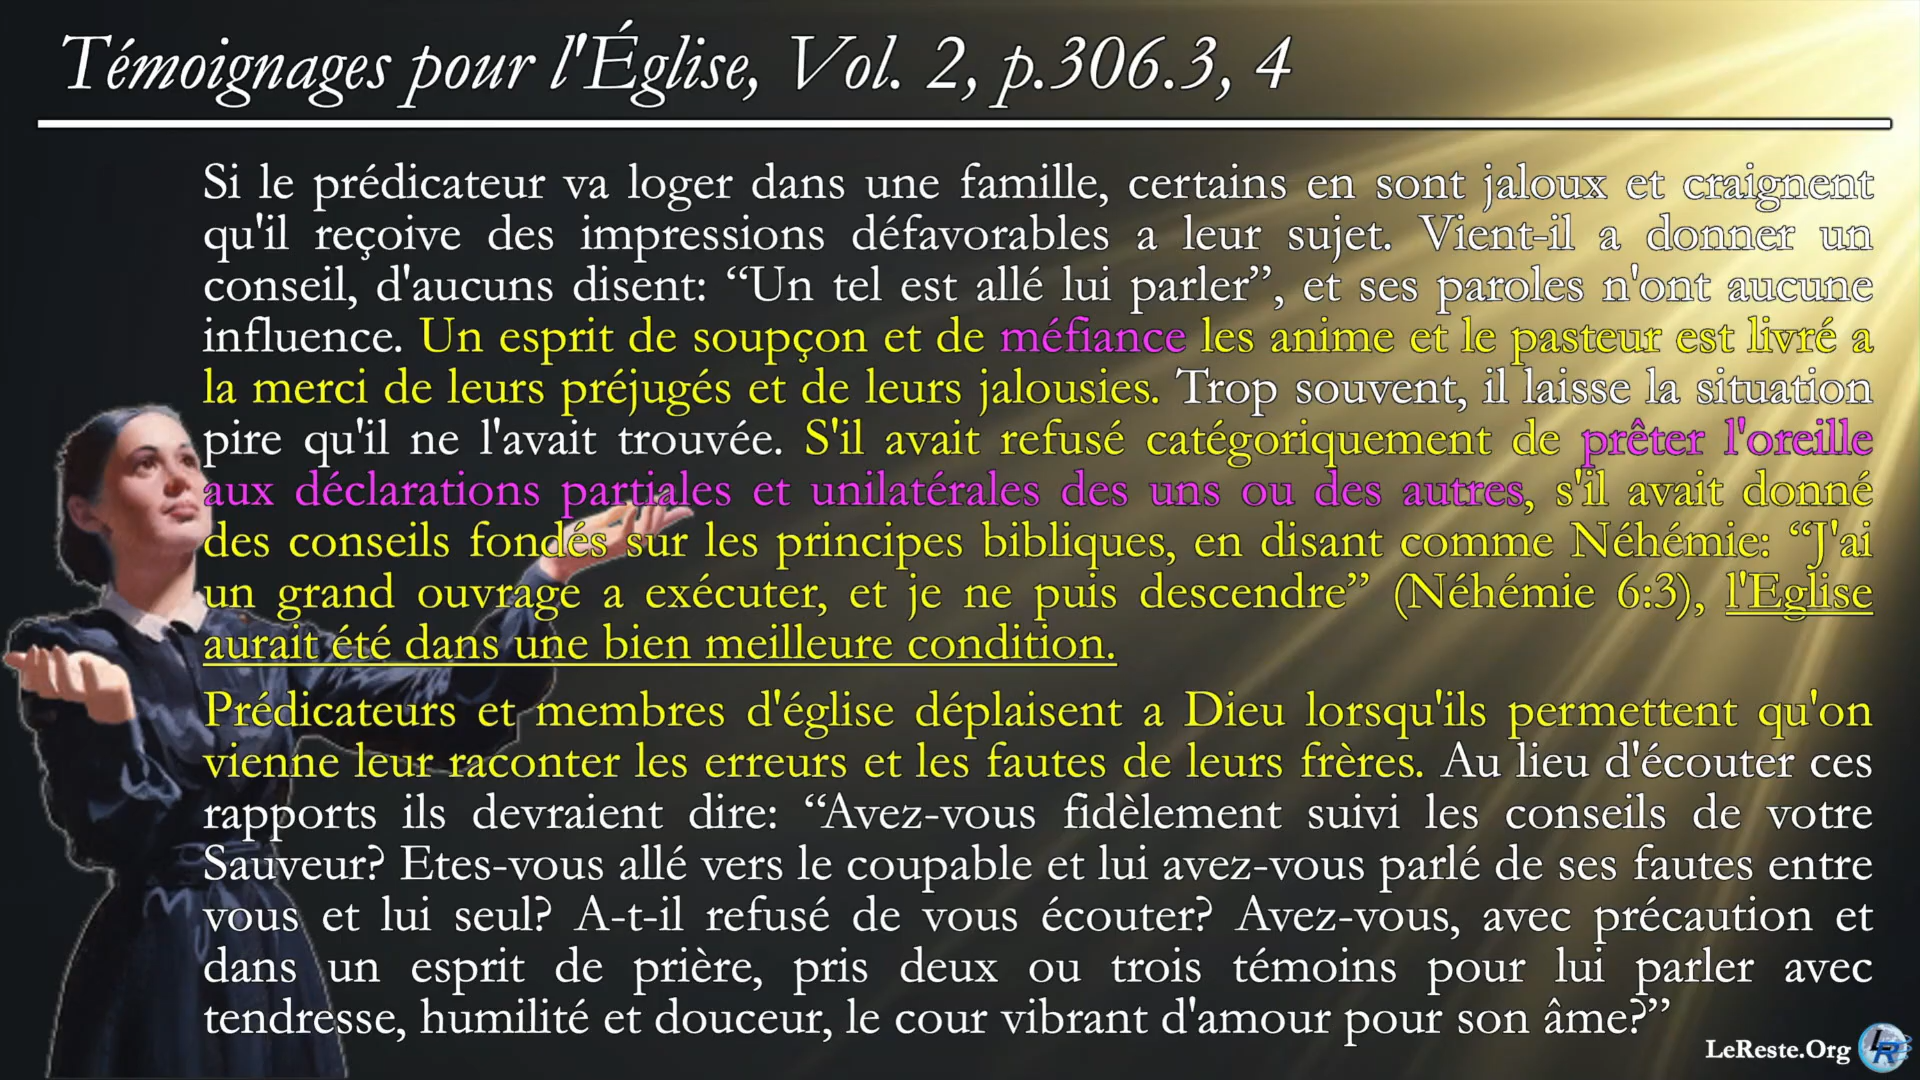 Témoignages pour l'Église, Vol. 2, p.306.3, 4
Si le prédicateur va loger dans une famille, certains en sont jaloux et craignent
qu'il reçoive des impressions défavorables a leur sujet. Vient-il a donner un
conseil, d'aucuns disent: “Un tel est allé lui parler”, et ses paroles n'ont aucune
influence. Un esprit de soupçon et de méfiance les anime et le pasteur est livré a
la merci de leurs préjugés et de leurs jalousies. Trop souvent, il laisse la situation
pire qu'il ne l'avait trouvée. S'il avait refusé catégoriquement de prêter l'oreille
aux déclarations partiales et unilatérales des uns ou des autres, s'il avait donné
des conseils fondés sur les principes bibliques, en disant comme Néhémie: “J'ai
un grand ouvrage a exécuter, et je ne puis descendre” (Néhémie 6:3), l'Eglise
aurait été dans une bien meilleure condition.
Prédicateurs et membres d'église déplaisent a Dieu lorsqu'ils permettent qu'on
vienne leur raconter les erreurs et les fautes de leurs frères. Au lieu d'écouter ces
rapports ils devraient dire: “Avez-vous fidèlement suivi les conseils de votre
Sauveur? Etes-vous allé vers le coupable et lui avez-vous parlé de ses fautes entre
vous et lui seul? A-t-il refusé de vous écouter? Avez-vous, avec précaution et
dans un esprit de prière, pris deux ou trois témoins pour lui parler avec
tendresse, humilité et douceur, le cour vibrant d'amour pour son âme?”
LeReste.Org LR